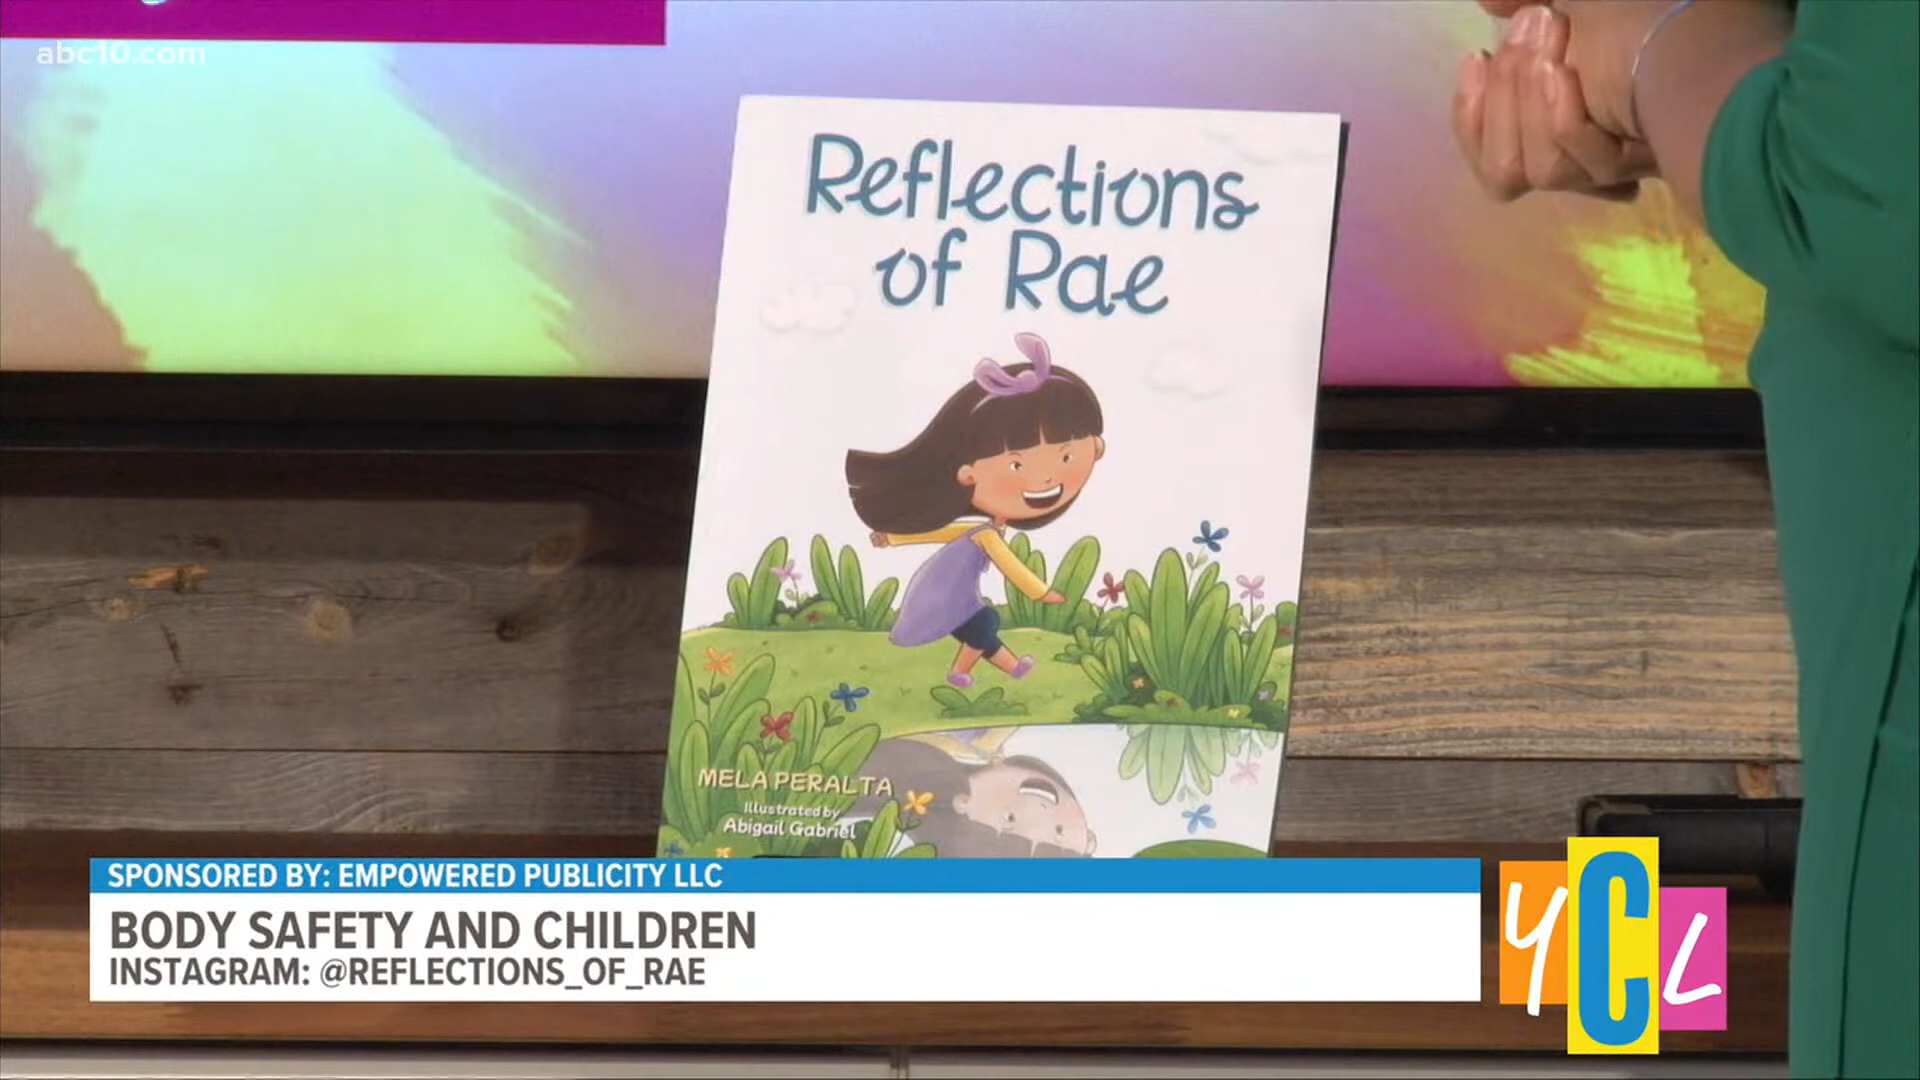 abc10.com
Reflections
of Rae
MELA PERALTA
Illustrated by
Abigail Gabriel
SPONSORED BY: EMPOWERED PUBLICITY LLC
BODY SAFETY AND CHILDREN
INSTAGRAM: @REFLECTIONS_OF_RAE
YCL